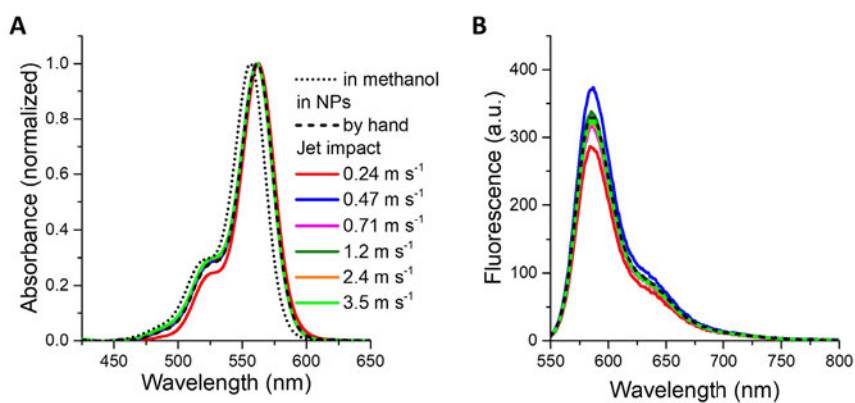 A
Absorbance (normalized)
1.0
0.8
0.6
0.4
0.2
0.0
450 500 550 600 650
Wavelength (nm)
in methanol
in NPs
by hand
Jet impact
0.24 m s⁻¹
0.47 m s⁻¹
0.71 m s⁻¹
1.2 m s⁻¹
2.4 m s⁻¹
3.5 m s⁻¹
B
Fluorescence (a.u.)
400
300
200
100
0
550 600 650 700 750 800
Wavelength (nm)